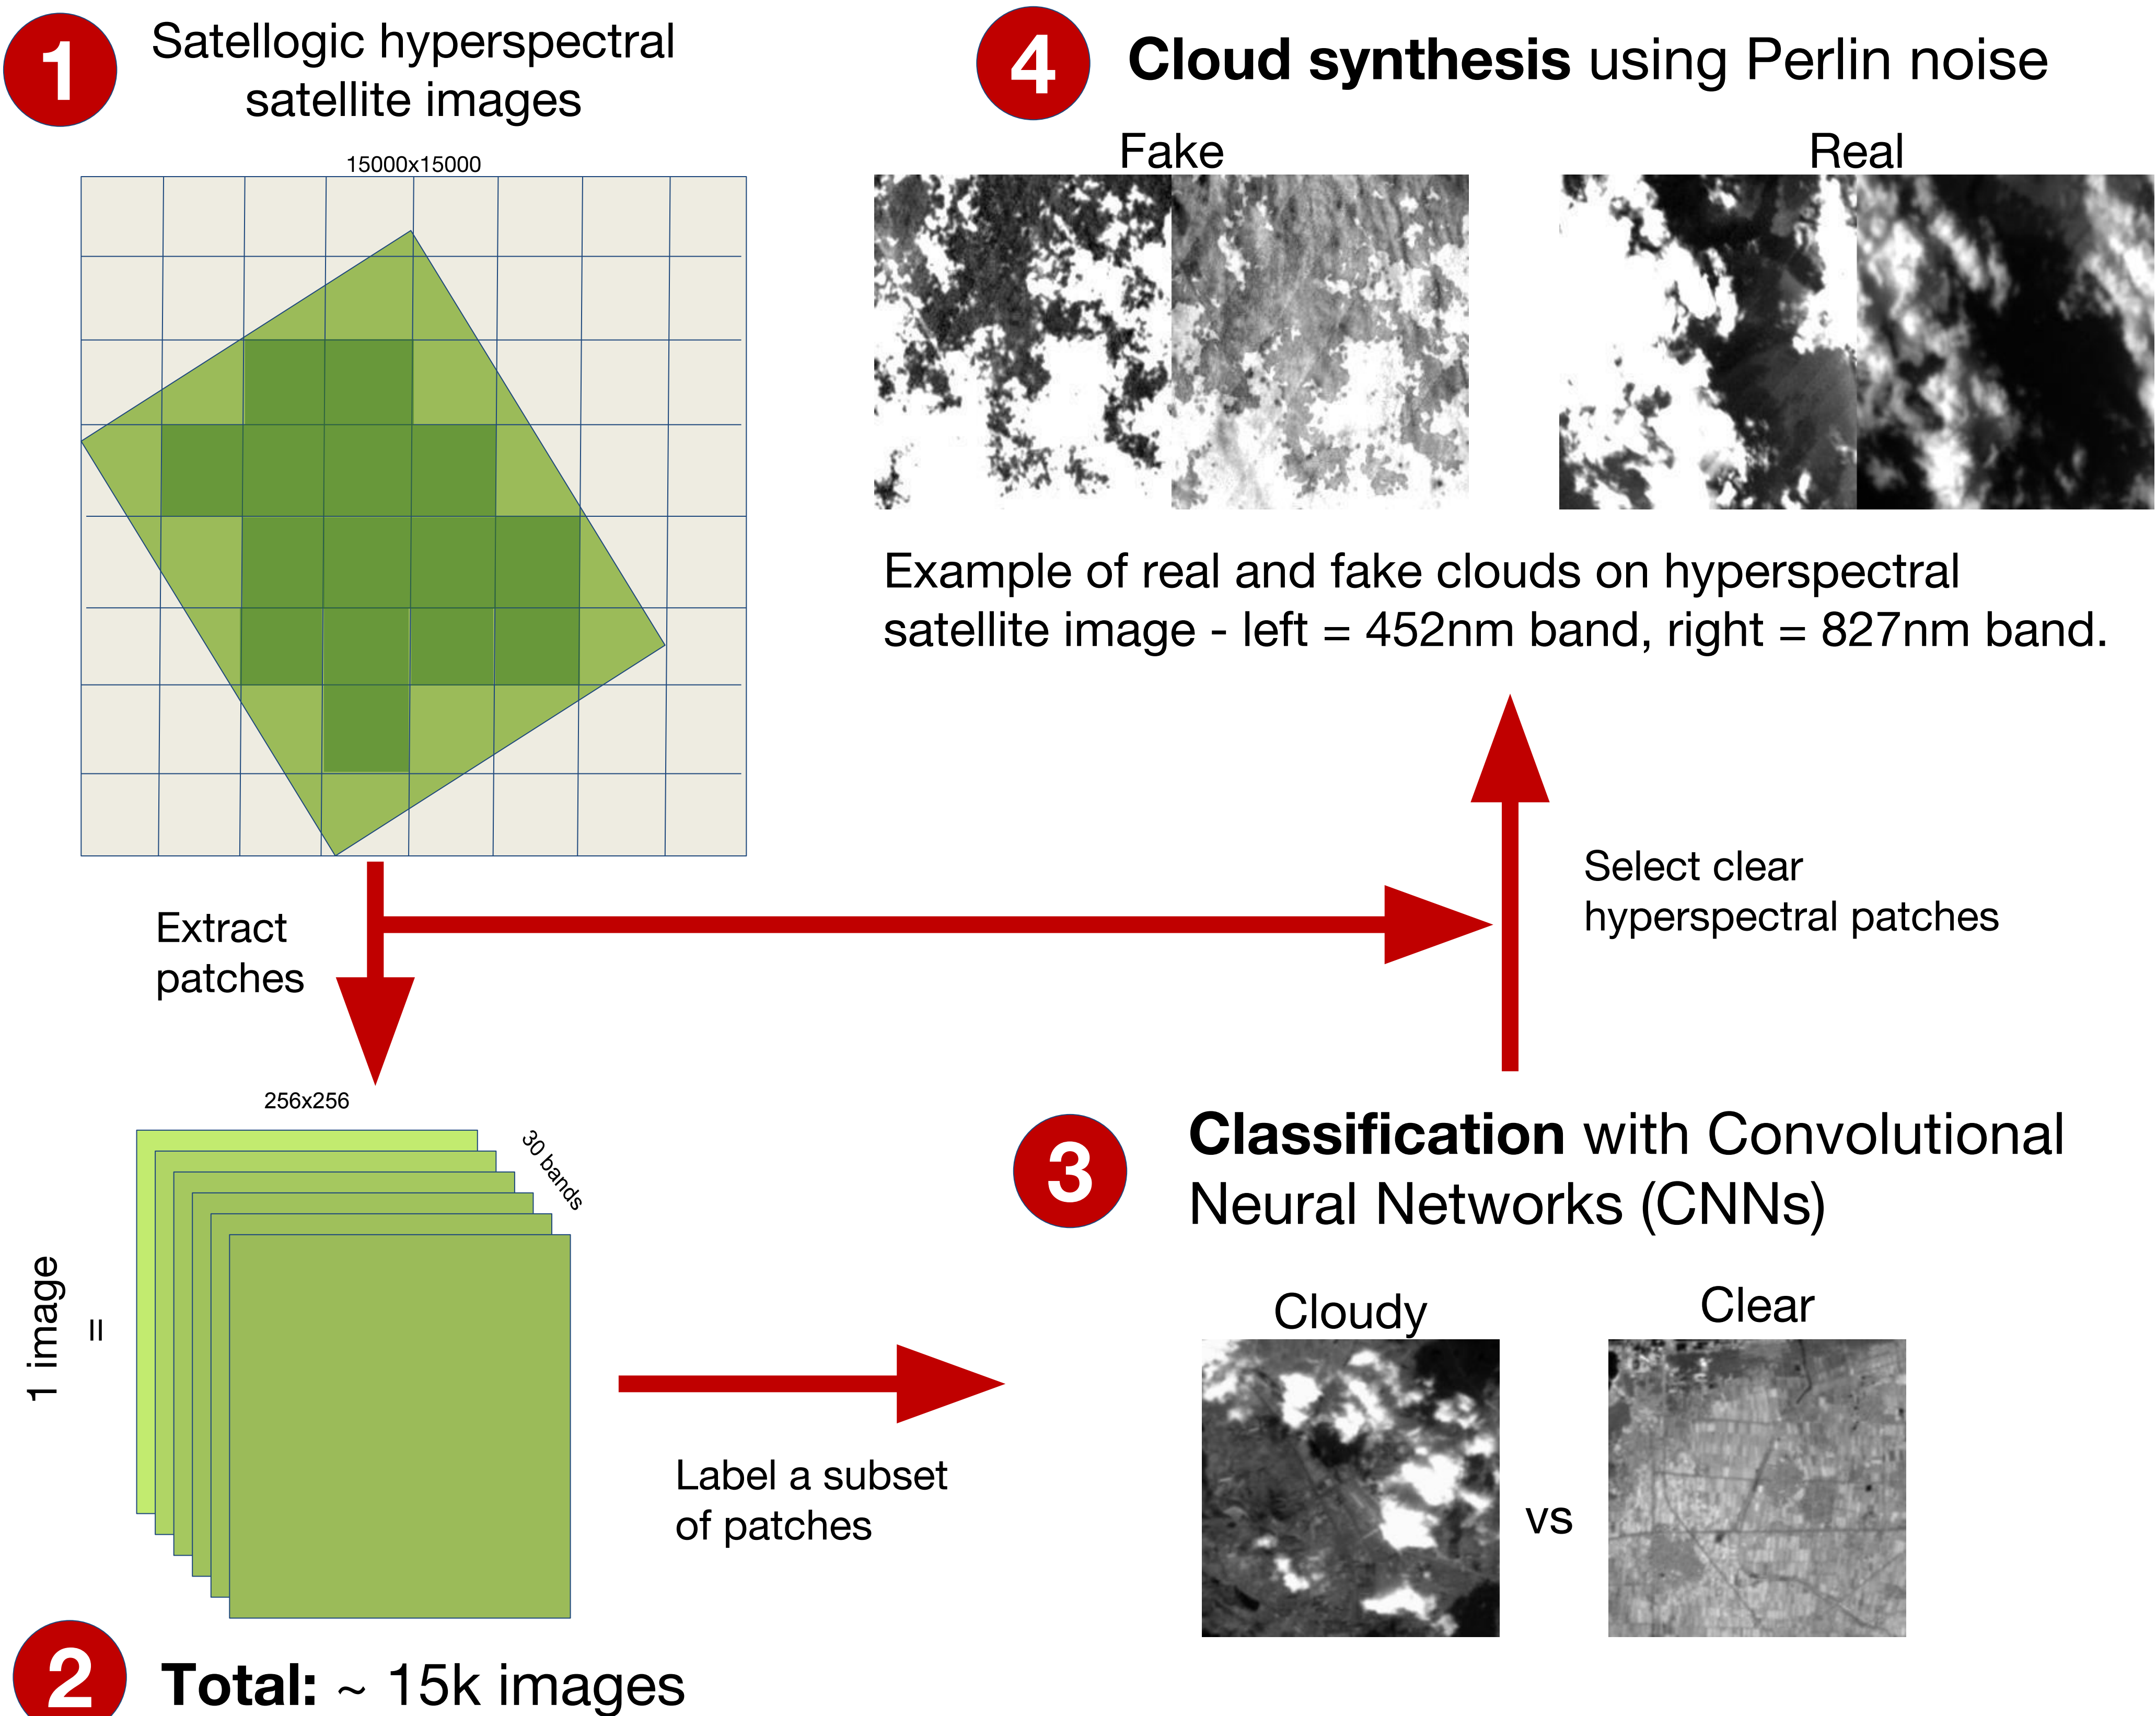 1
Satellogic hyperspectral
satellite images
15000x15000
Extract
patches
256x256
30 bands
1 image
=
2
Total: ~ 15k images
Label a subset
of patches
3
Classification with Convolutional
Neural Networks (CNNs)
Cloudy
vs
Clear
Select clear
hyperspectral patches
4
Cloud synthesis using Perlin noise
Fake
Real
Example of real and fake clouds on hyperspectral
satellite image - left = 452nm band, right = 827nm band.